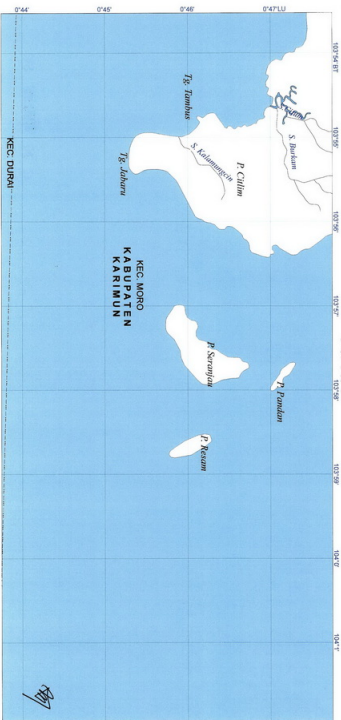 0°44'
0°45'
0°46'
0°47'LU
103°54' BT
103°55'
103°56'
103°57'
103°58'
103°59'
104°0'
104°1'
S. Burkam
P. Citlim
Tg. Tambus
Tg. Jabaru
KEC. DURAI
KEC. MORO
KABUPATEN
KARIMUN
P. Seranjau
P. Pandan
P. Resam